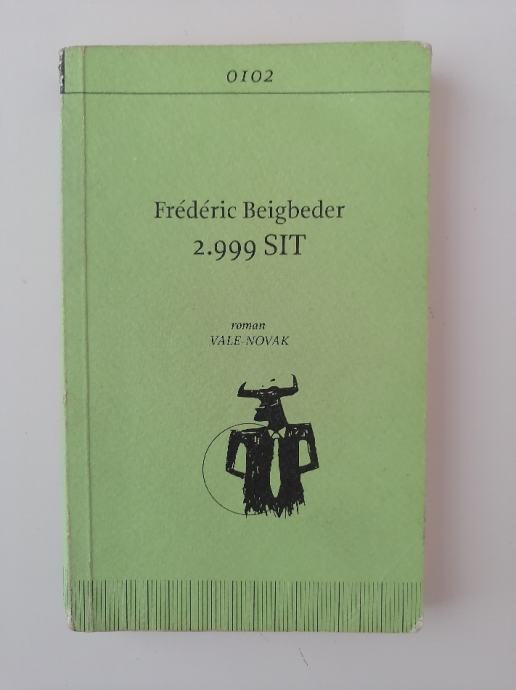 0102
Frédéric Beigbeder
2.999 SIT
roman
VALE-NOVAK